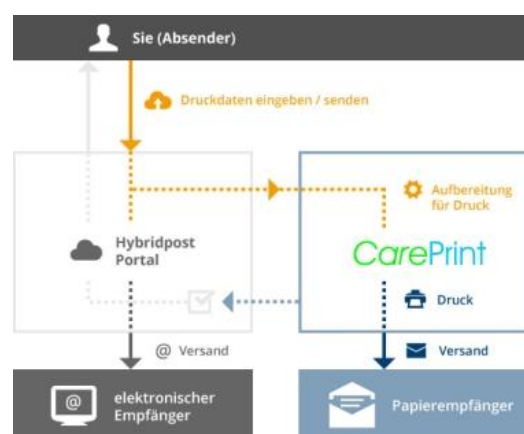 Sie (Absender)
Druckdaten eingeben / senden
Hybridpost
Portal
Aufbereitung
für Druck
CarePrint
Druck
@ Versand
Versand
@
elektronischer
Empfänger
Papierempfänger